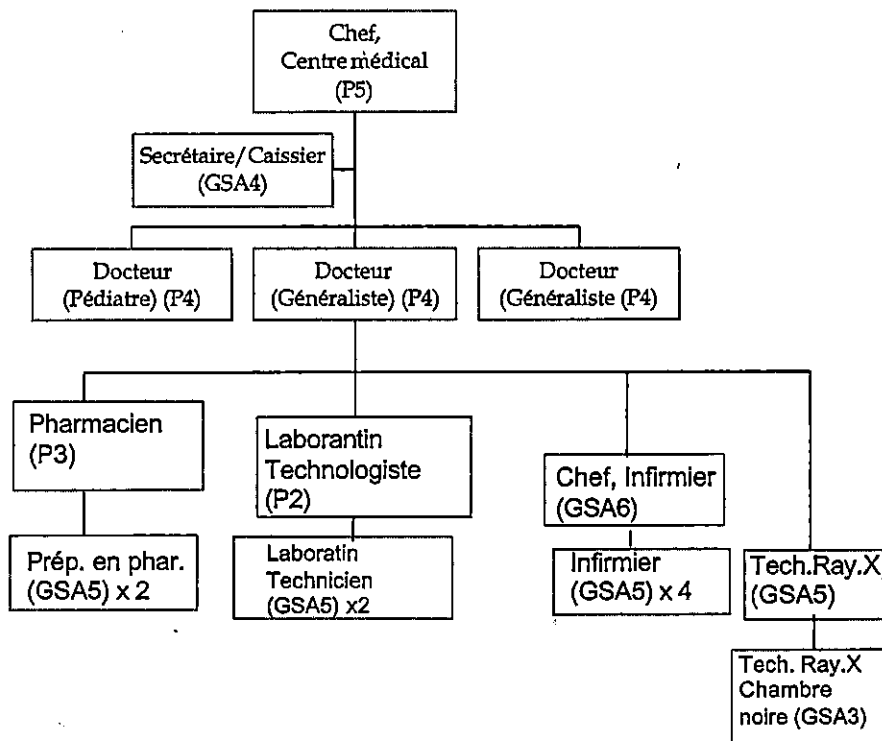 Chef,
Centre médical
(P5)
Secrétaire/Caissier
(GSA4)
Docteur
(Pédiatre) (P4)
Docteur
(Généraliste) (P4)
Docteur
(Généraliste (P4)
Pharmacien
(P3)
Laborantin
Technologiste
(P2)
Chef, Infirmier
(GSA6)
Prép. en phar.
(GSA5) x 2
Laboratin
Technicien
(GSA5) x2
Infirmier
(GSA5) x 4
Tech.Ray.X
(GSA5)
Tech. Ray.X
Chambre
noire (GSA3)